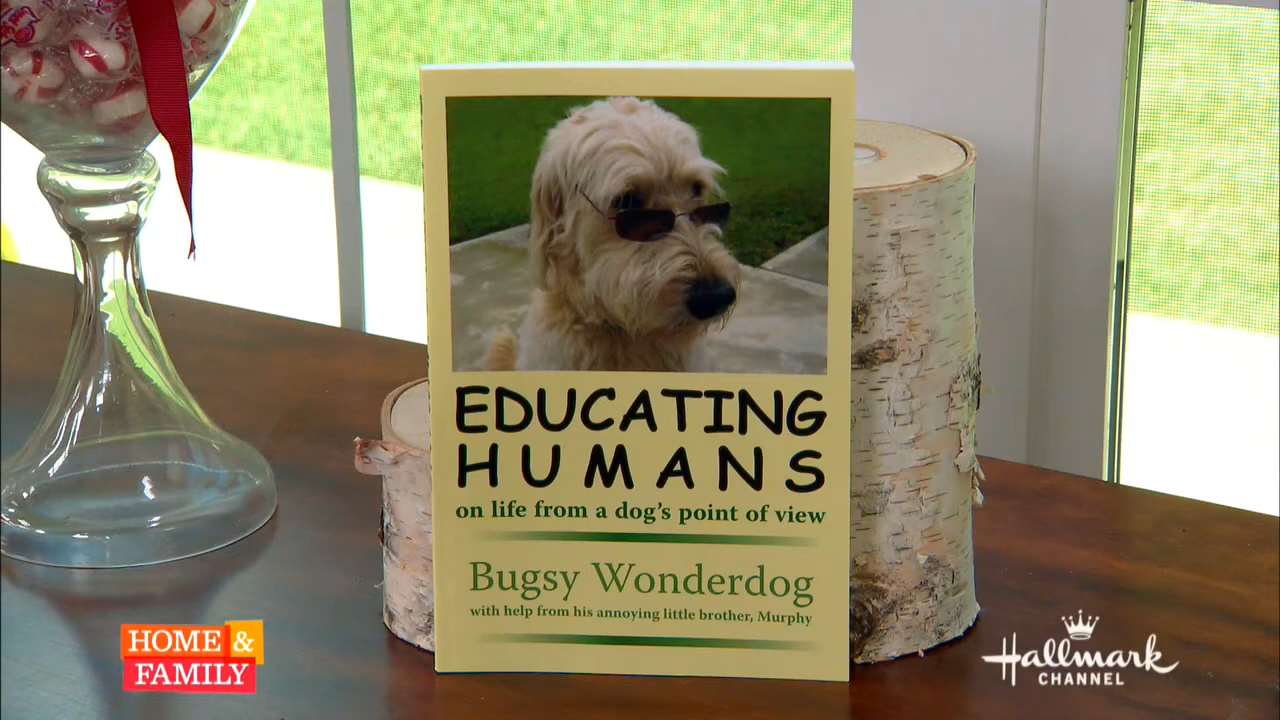 EDUCATING
HUMANS
on life from a dog's point of view
Bugsy Wonderdog
with help from his annoying little brother, Murphy
HOME &
FAMILY
Hallmark
CHANNEL